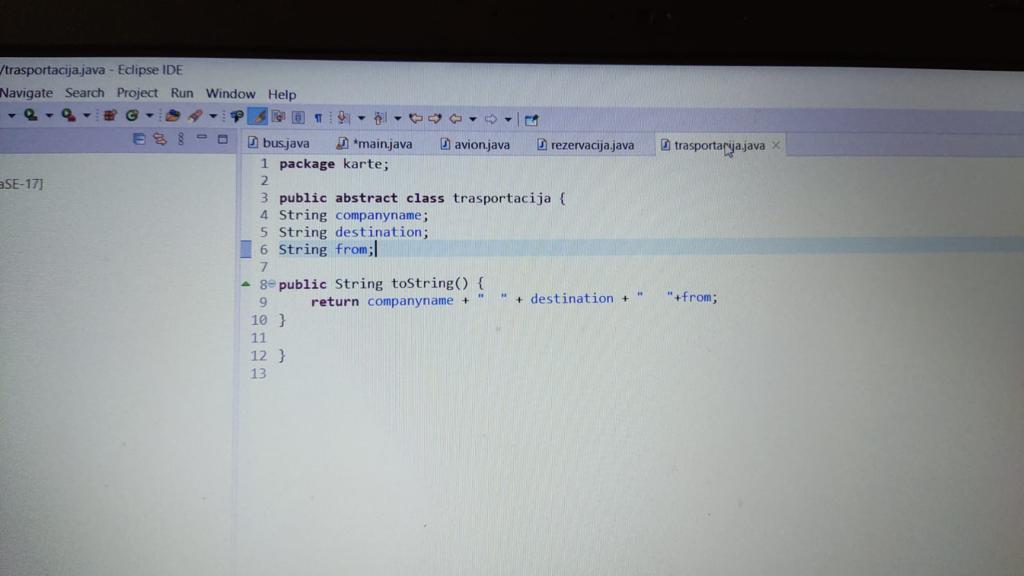 /trasportacija.java - Eclipse IDE
Navigate Search Project Run Window Help
bus.java *main.java avion.java rezervacija.java trasportacija.java
aSE-17]
1 package karte;
2
3 public abstract class trasportacija {
4 String companyname;
5 String destination;
6 String from;
7
8 public String toString() {
9 return companyname + "  " + destination + "   "+from;
10 }
11
12 }
13